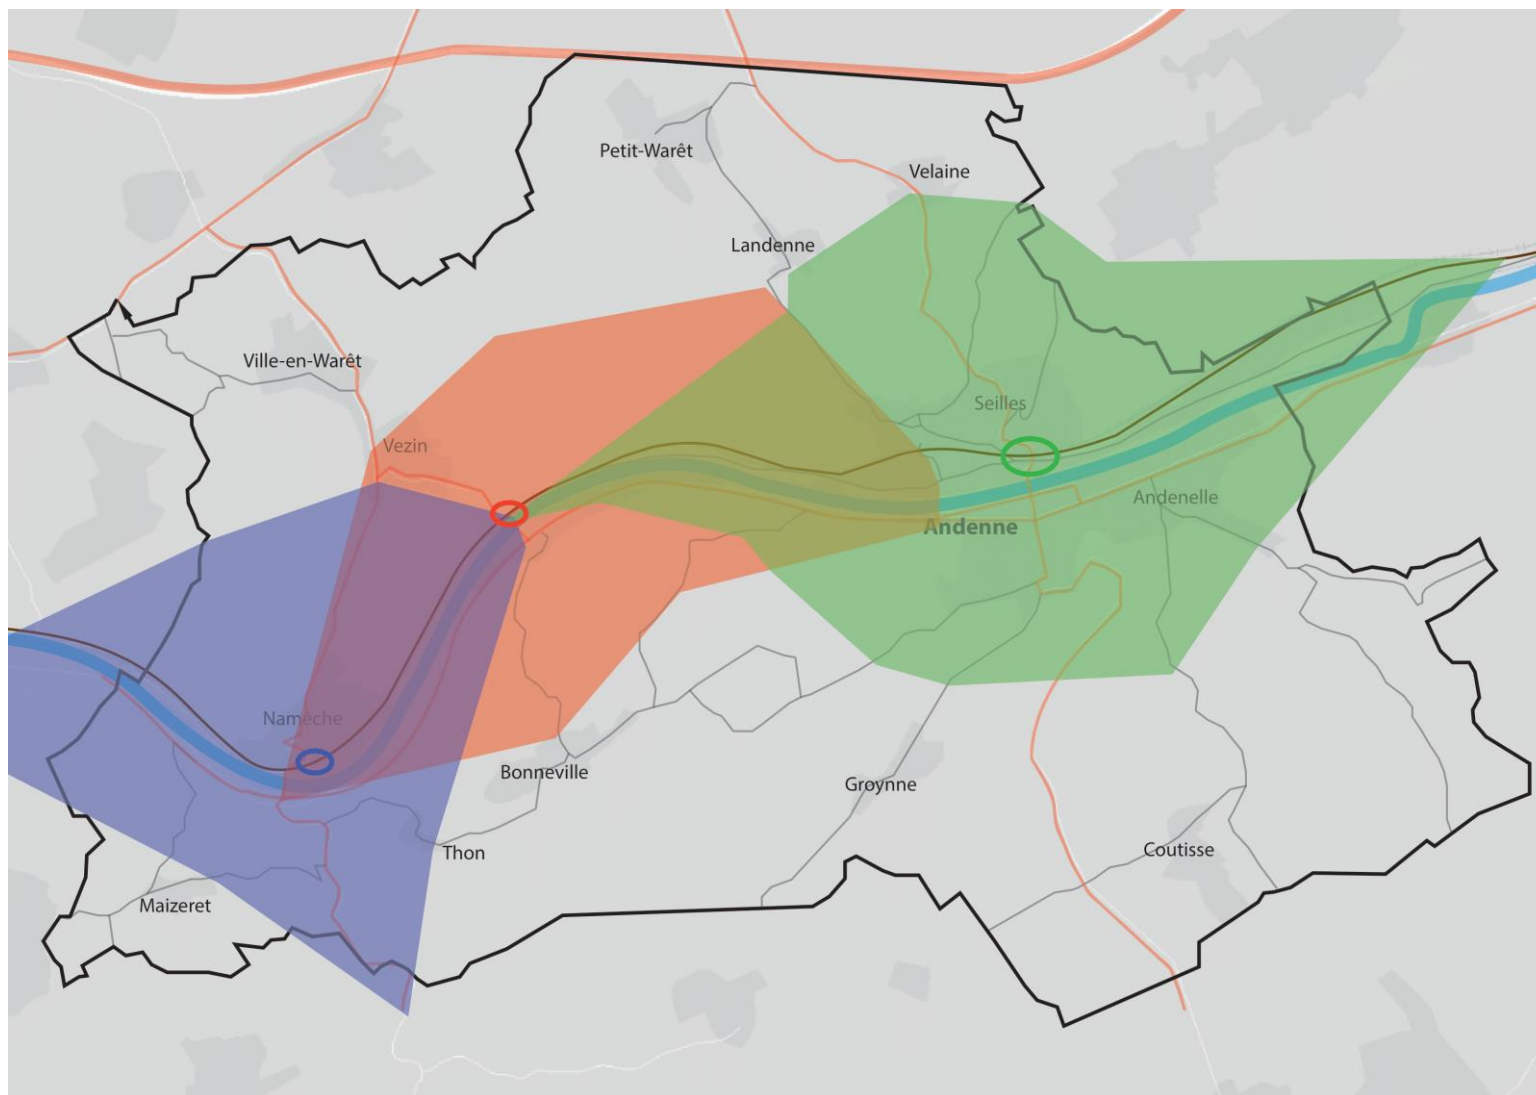 Petit-Warêt
Velaine
Landenne
Ville-en-Warêt
Seilles
Vezin
Andenelle
Andenne
Namêche
Bonneville
Groynne
Thon
Coutisse
Maizeret